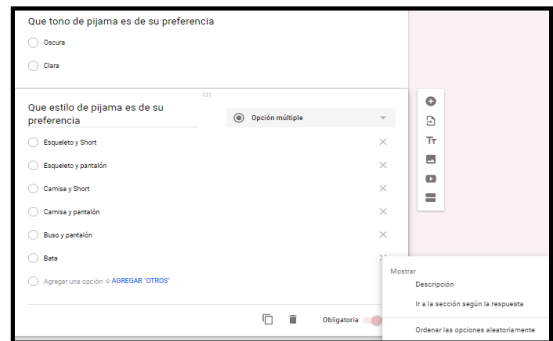 Que tono de pijama es de su preferencia
Oscura
Clara
Que estilo de pijama es de su
preferencia
Opción múltiple
Esqueleto y Short
Esqueleto y pantalón
Camisa y Short
Camisa y pantalón
Buso y pantalón
Bata
Agregar una opción o AGREGAR "OTROS"
Obligatoria
Tт
Mostrar
Descripción
Ir a la sección según la respuesta
Ordenar las opciones aleatoriamente